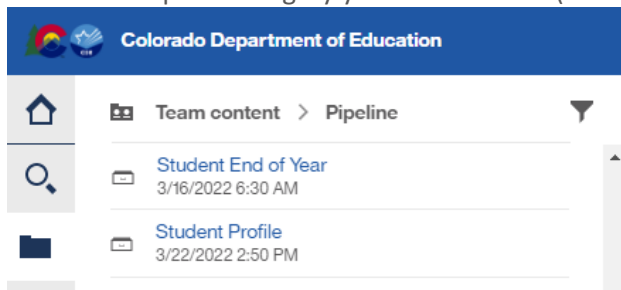 Colorado Department of Education
Team content > Pipeline
Student End of Year
3/16/2022 6:30 AM
Student Profile
3/22/2022 2:50 PM